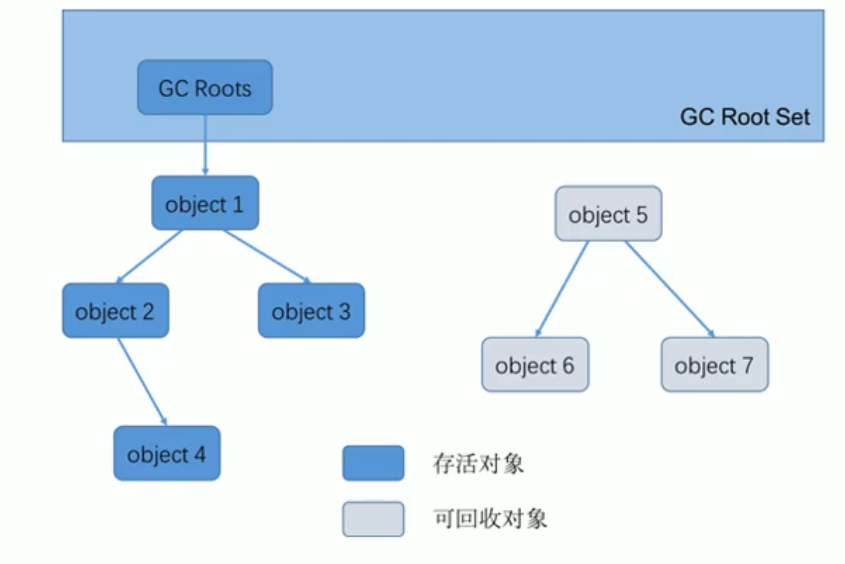 GC Roots
GC Root Set
object 1
object 5
object 2
object 3
object 6
object 7
object 4
存活对象
可回收对象